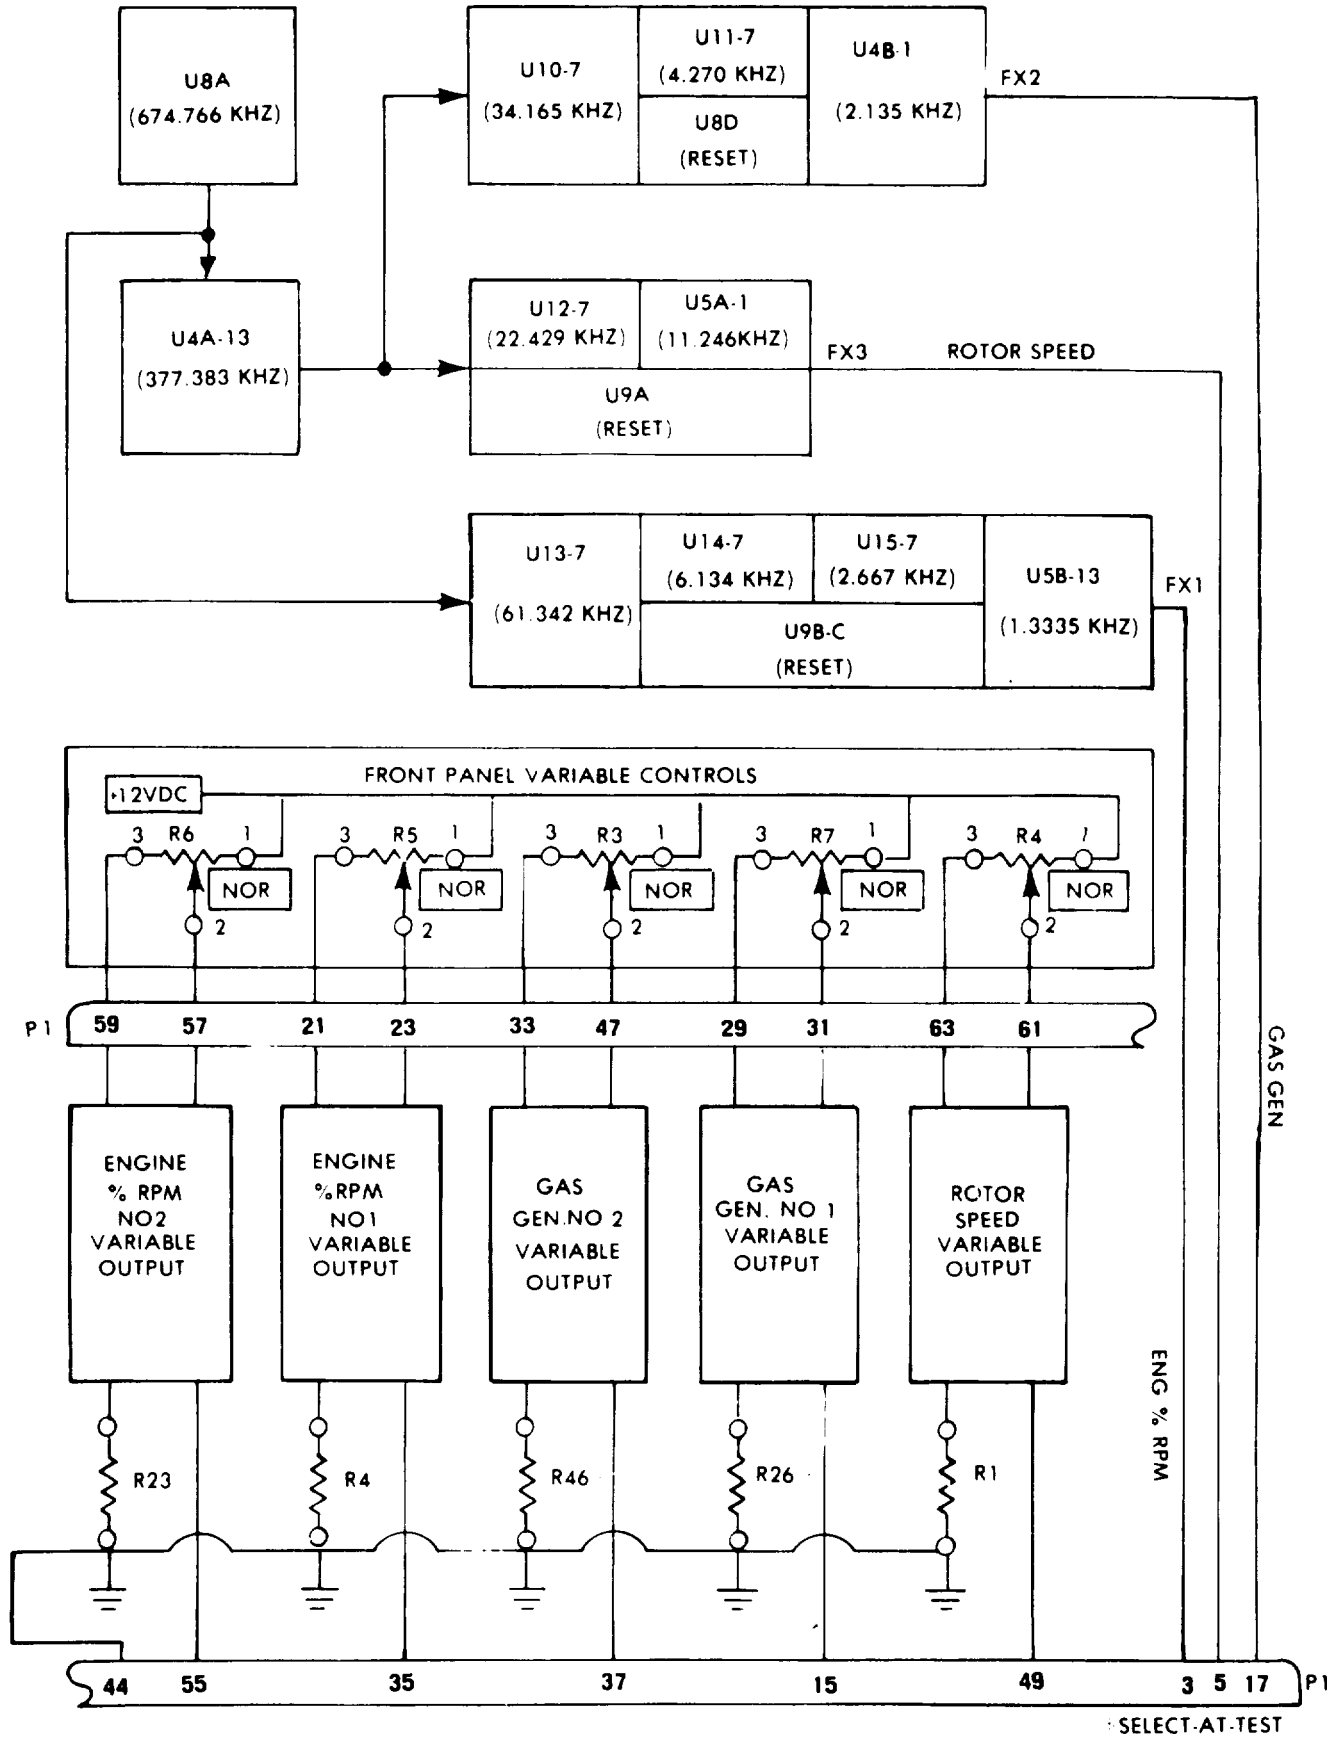 U8A
(674.766 KHZ)
U10-7
(34.165 KHZ)
U11-7
(4.270 KHZ)
U8D
(RESET)
U4B-1
(2.135 KHZ)
FX2
U4A-13
(377.383 KHZ)
U12-7
(22.429 KHZ)
U5A-1
(11.246KHZ)
U9A
(RESET)
FX3
ROTOR SPEED
U13-7
(61.342 KHZ)
U14-7
(6.134 KHZ)
U15-7
(2.667 KHZ)
U9B-C
(RESET)
U5B-13
(1.3335 KHZ)
FX1
FRONT PANEL VARIABLE CONTROLS
+12VDC
3 R6 1
NOR
2
3 R5 1
NOR
2
3 R3 1
NOR
2
3 R7 1
NOR
2
3 R4 1
NOR
2
P1 59 57 21 23 33 47 29 31 63 61
GAS GEN
ENGINE
% RPM
NO2
VARIABLE
OUTPUT
ENGINE
%RPM
NO1
VARIABLE
OUTPUT
GAS
GEN.NO 2
VARIABLE
OUTPUT
GAS
GEN. NO 1
VARIABLE
OUTPUT
ROTOR
SPEED
VARIABLE
OUTPUT
ENG % RPM
R23 R4 R46 R26 R1
44 55 35 37 15 49 3 5 17 P1
SELECT-AT-TEST